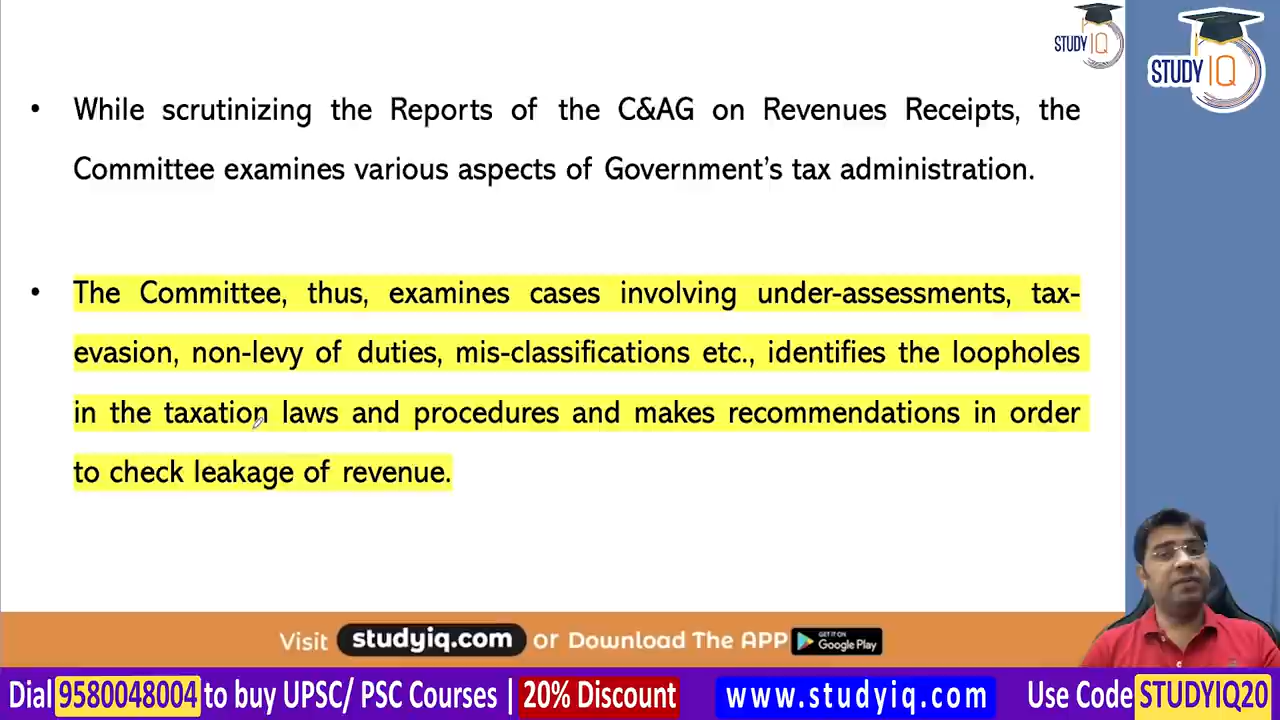 STUDY IQ
STUDY IQ
• While scrutinizing the Reports of the C&AG on Revenues Receipts, the
Committee examines various aspects of Government's tax administration.
• The Committee, thus, examines cases involving under-assessments, tax-
evasion, non-levy of duties, mis-classifications etc., identifies the loopholes
in the taxation laws and procedures and makes recommendations in order
to check leakage of revenue.
Visit studyiq.com or Download The APP GET IT ON Google Play
Dial 9580048004 to buy UPSC/ PSC Courses | 20% Discount www.studyiq.com Use Code STUDYIQ20